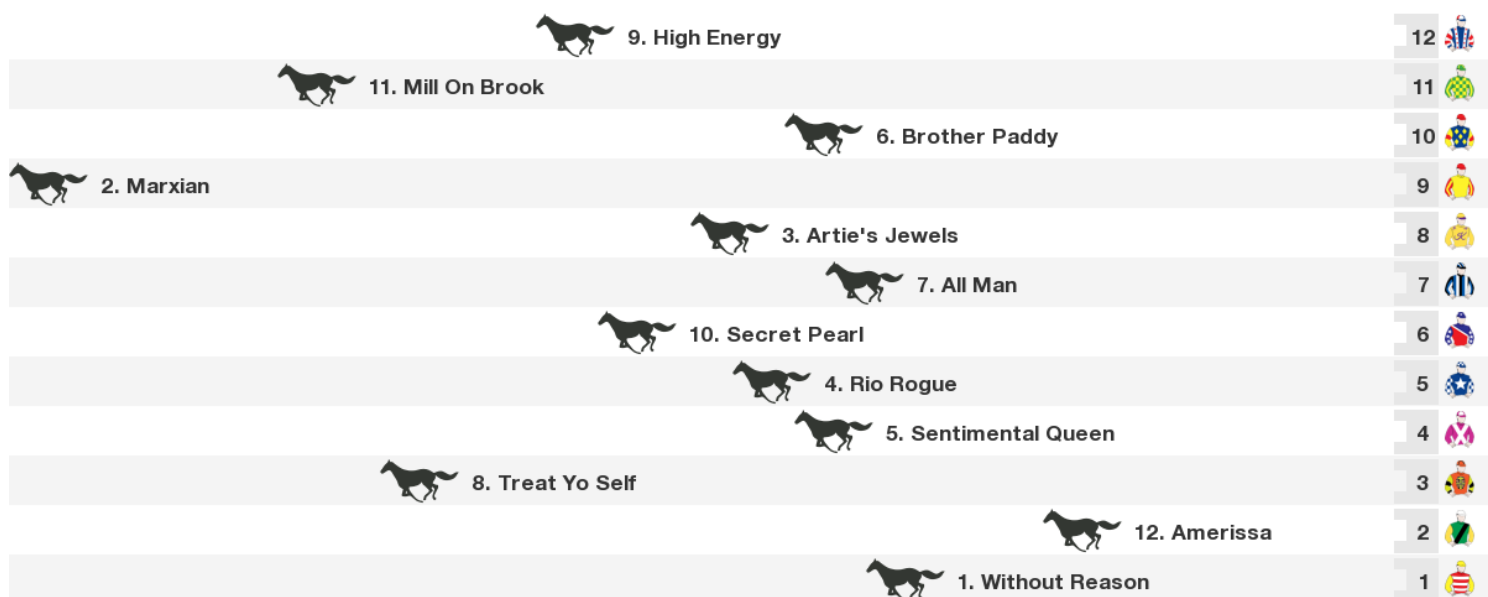 9. High Energy 12
11. Mill On Brook 11
6. Brother Paddy 10
2. Marxian 9
3. Artie's Jewels 8
7. All Man 7
10. Secret Pearl 6
4. Rio Rogue 5
5. Sentimental Queen 4
8. Treat Yo Self 3
12. Amerissa 2
1. Without Reason 1